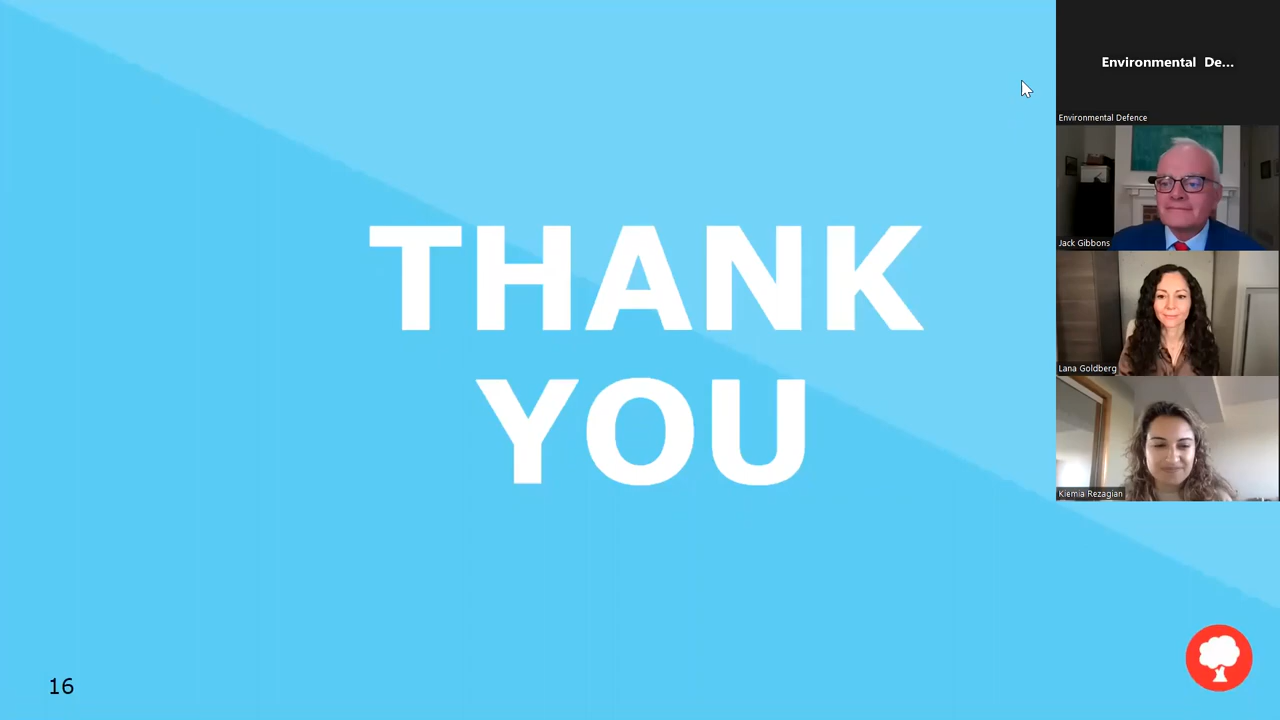 THANK
YOU
16
Environmental De...
Environmental Defence
Jack Gibbons
Lana Goldberg
Kiemia Rezagian